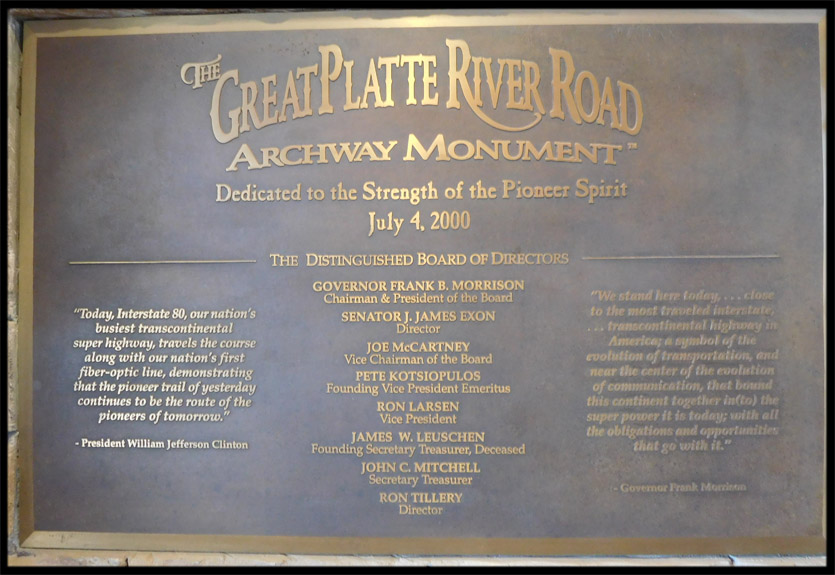 THE GREAT PLATTE RIVER ROAD
ARCHWAY MONUMENT™
Dedicated to the Strength of the Pioneer Spirit
July 4, 2000
THE DISTINGUISHED BOARD OF DIRECTORS
"Today, Interstate 80, our nation's
busiest transcontinental
super highway, travels the course
along with our nation's first
fiber-optic line, demonstrating
that the pioneer trail of yesterday
continues to be the route of the
pioneers of tomorrow."
- President William Jefferson Clinton
GOVERNOR FRANK B. MORRISON
Chairman & President of the Board
SENATOR J. JAMES EXON
Director
JOE McCARTNEY
Vice Chairman of the Board
PETE KOTSIOPULOS
Founding Vice President Emeritus
RON LARSEN
Vice President
JAMES W. LEUSCHEN
Founding Secretary Treasurer, Deceased
JOHN C. MITCHELL
Secretary Treasurer
RON TILLERY
Director
"We stand here today, . . . close
to the most traveled interstate,
. . . transcontinental highway in
America; a symbol of the
evolution of transportation, and
near the center of the evolution
of communication, that bound
this continent together in(to) the
super power it is today; with all
the obligations and opportunities
that go with it."
- Governor Frank Morrison